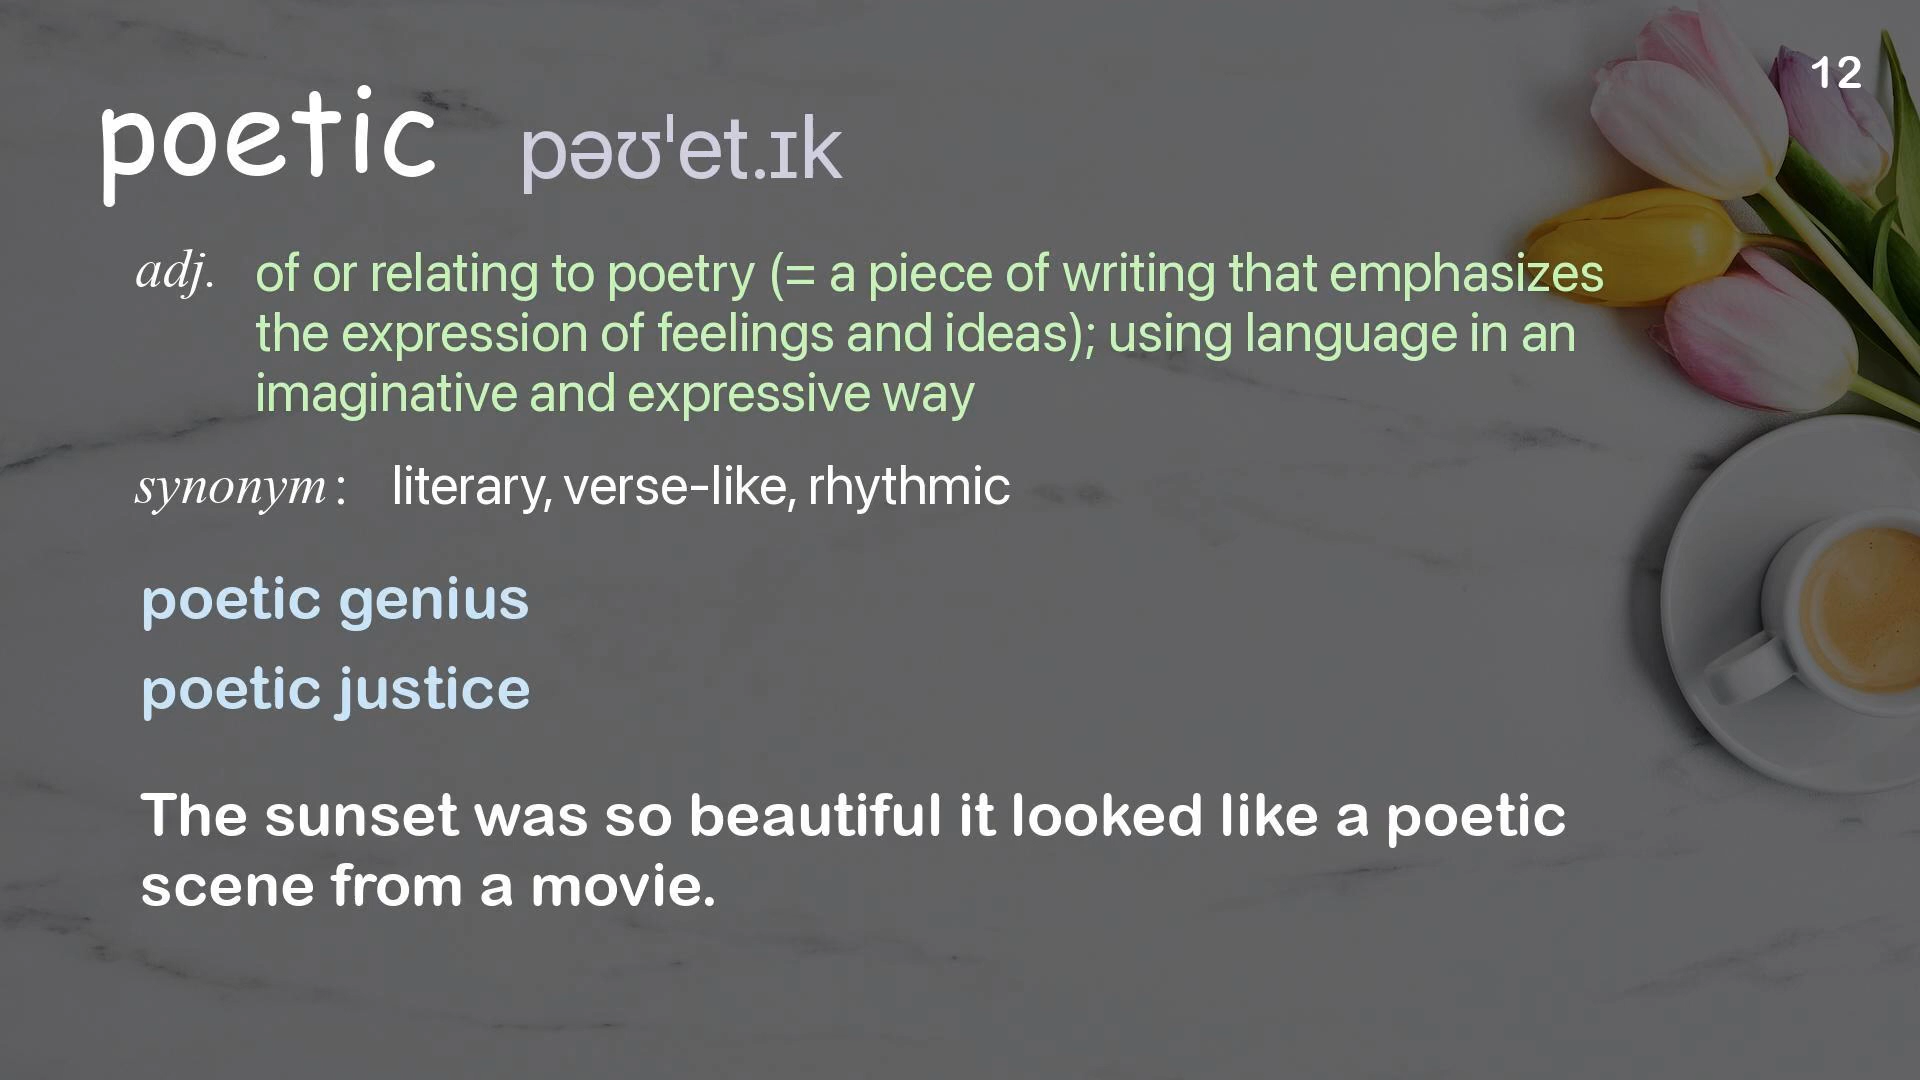 12
poetic pəʊˈet.ɪk
adj. of or relating to poetry (= a piece of writing that emphasizes
the expression of feelings and ideas); using language in an
imaginative and expressive way
synonym : literary, verse-like, rhythmic
poetic genius
poetic justice
The sunset was so beautiful it looked like a poetic
scene from a movie.